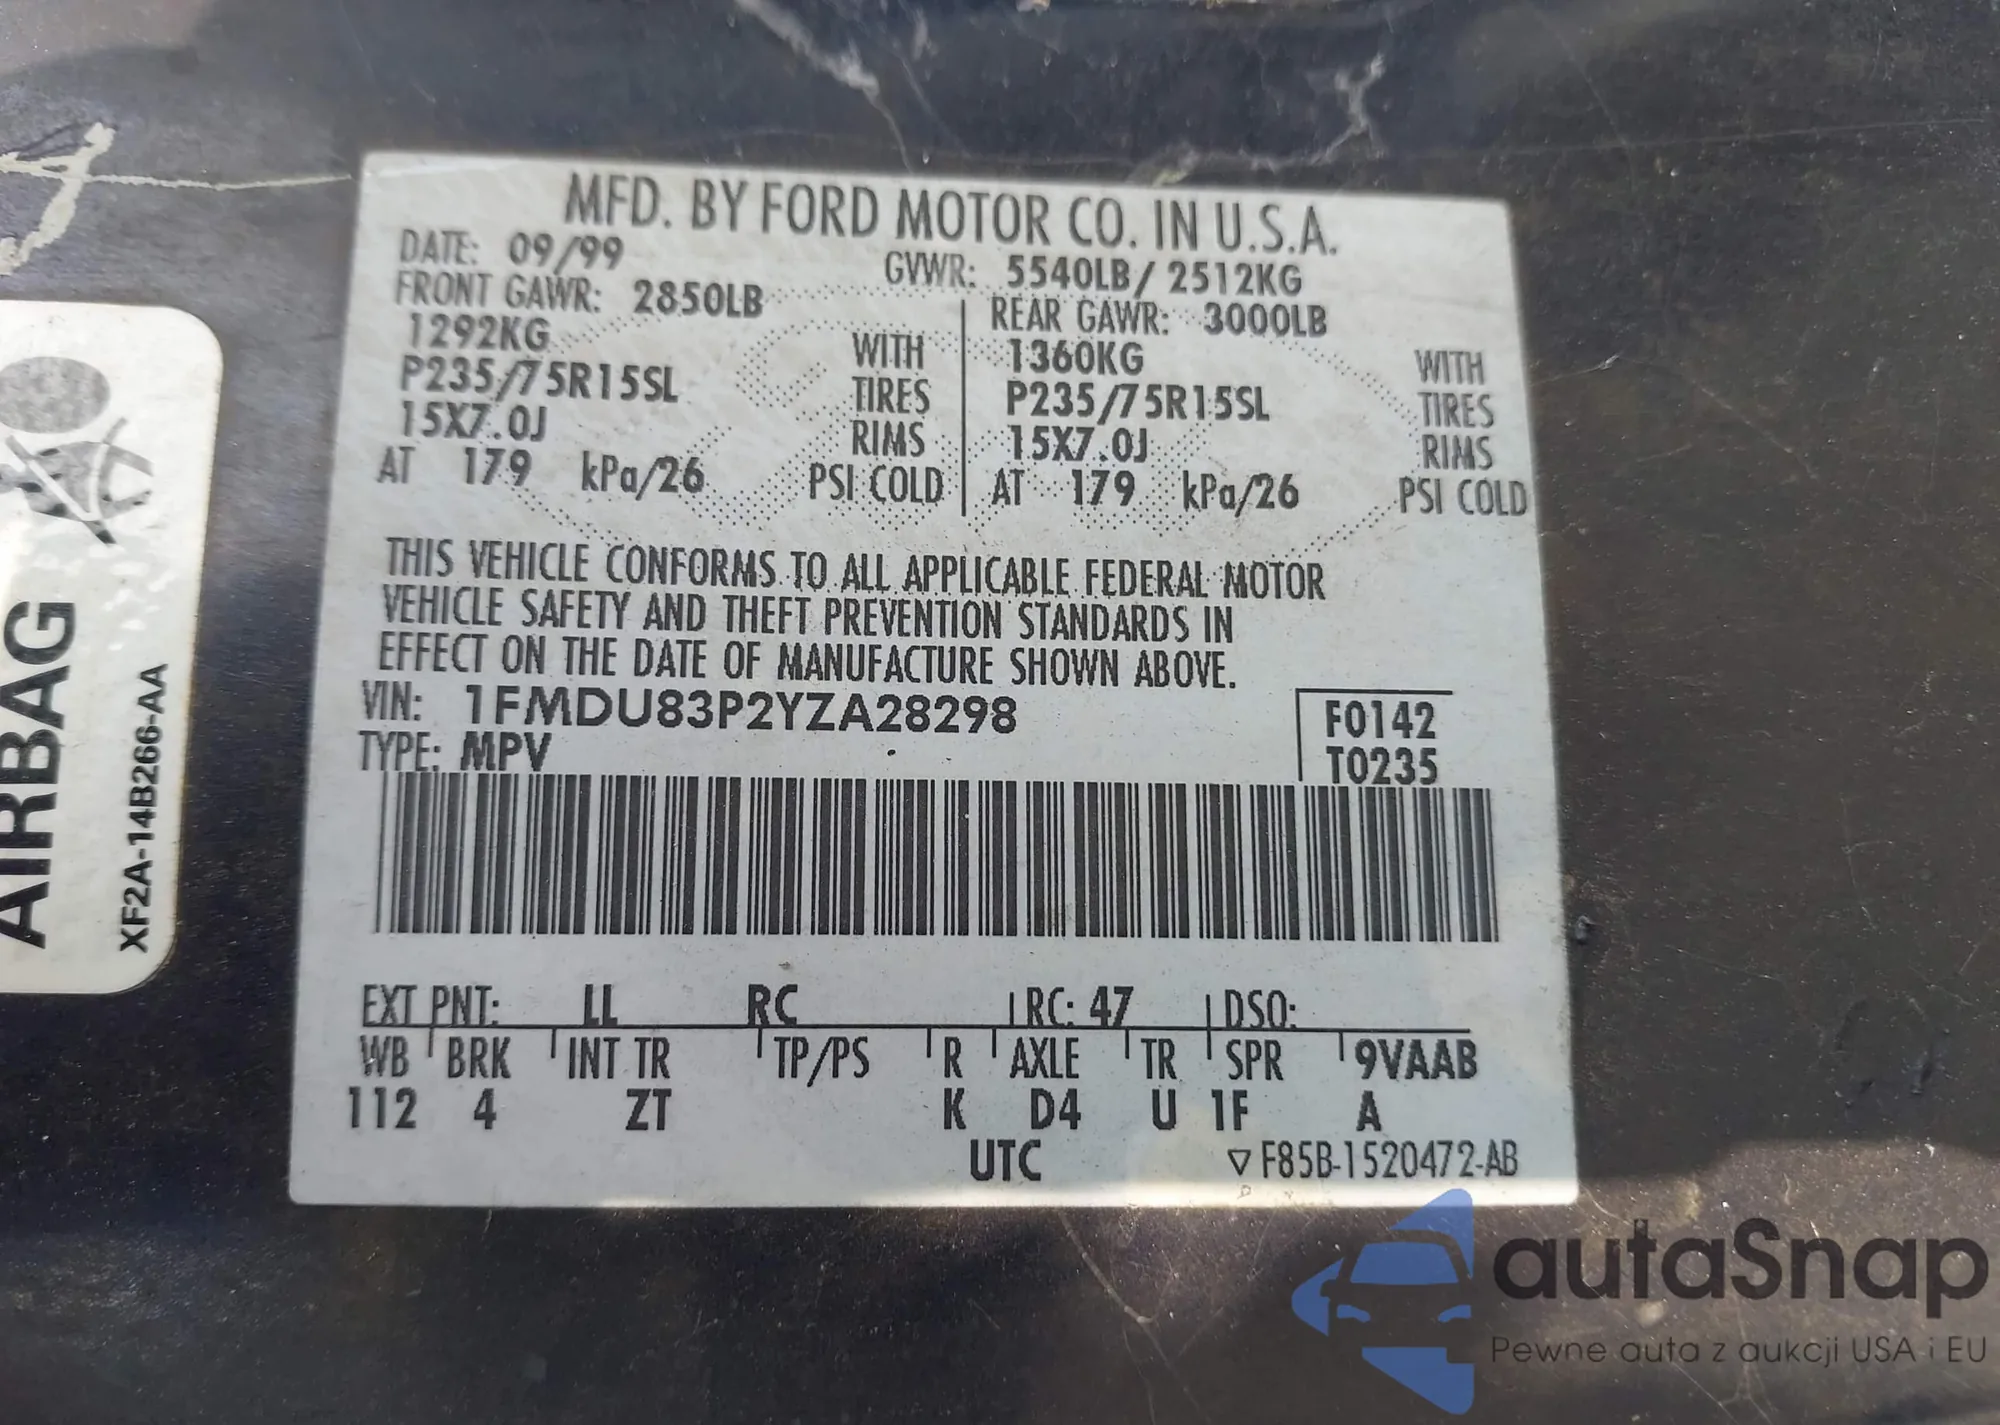 MFD. BY FORD MOTOR CO. IN U.S.A.
DATE: 09/99 GVWR: 5540LB/ 2512KG
FRONT GAWR: 2850LB REAR GAWR: 3000LB
1292KG WITH 1360KG WITH
P235/75R15SL TIRES P235/75R15SL TIRES
15X7.0J RIMS 15X7.0J RIMS
AT 179 kPa/26 PSI COLD AT 179 kPa/26 PSI COLD
THIS VEHICLE CONFORMS TO ALL APPLICABLE FEDERAL MOTOR
VEHICLE SAFETY AND THEFT PREVENTION STANDARDS IN
EFFECT ON THE DATE OF MANUFACTURE SHOWN ABOVE.
VIN: 1FMDU83P2YZA28298 F0142
TYPE: MPV T0235
EXT PNT: LL RC RC: 47 DSO:
WB BRK INT TR TP/PS R AXLE TR SPR 9VAAB
112 4 ZT K D4 U 1F A
UTC ▽ F85B-1520472-AB
AIRBAG
XF2A-14B266-AA
autaSnap
Pewne auta z aukcji USA i EU